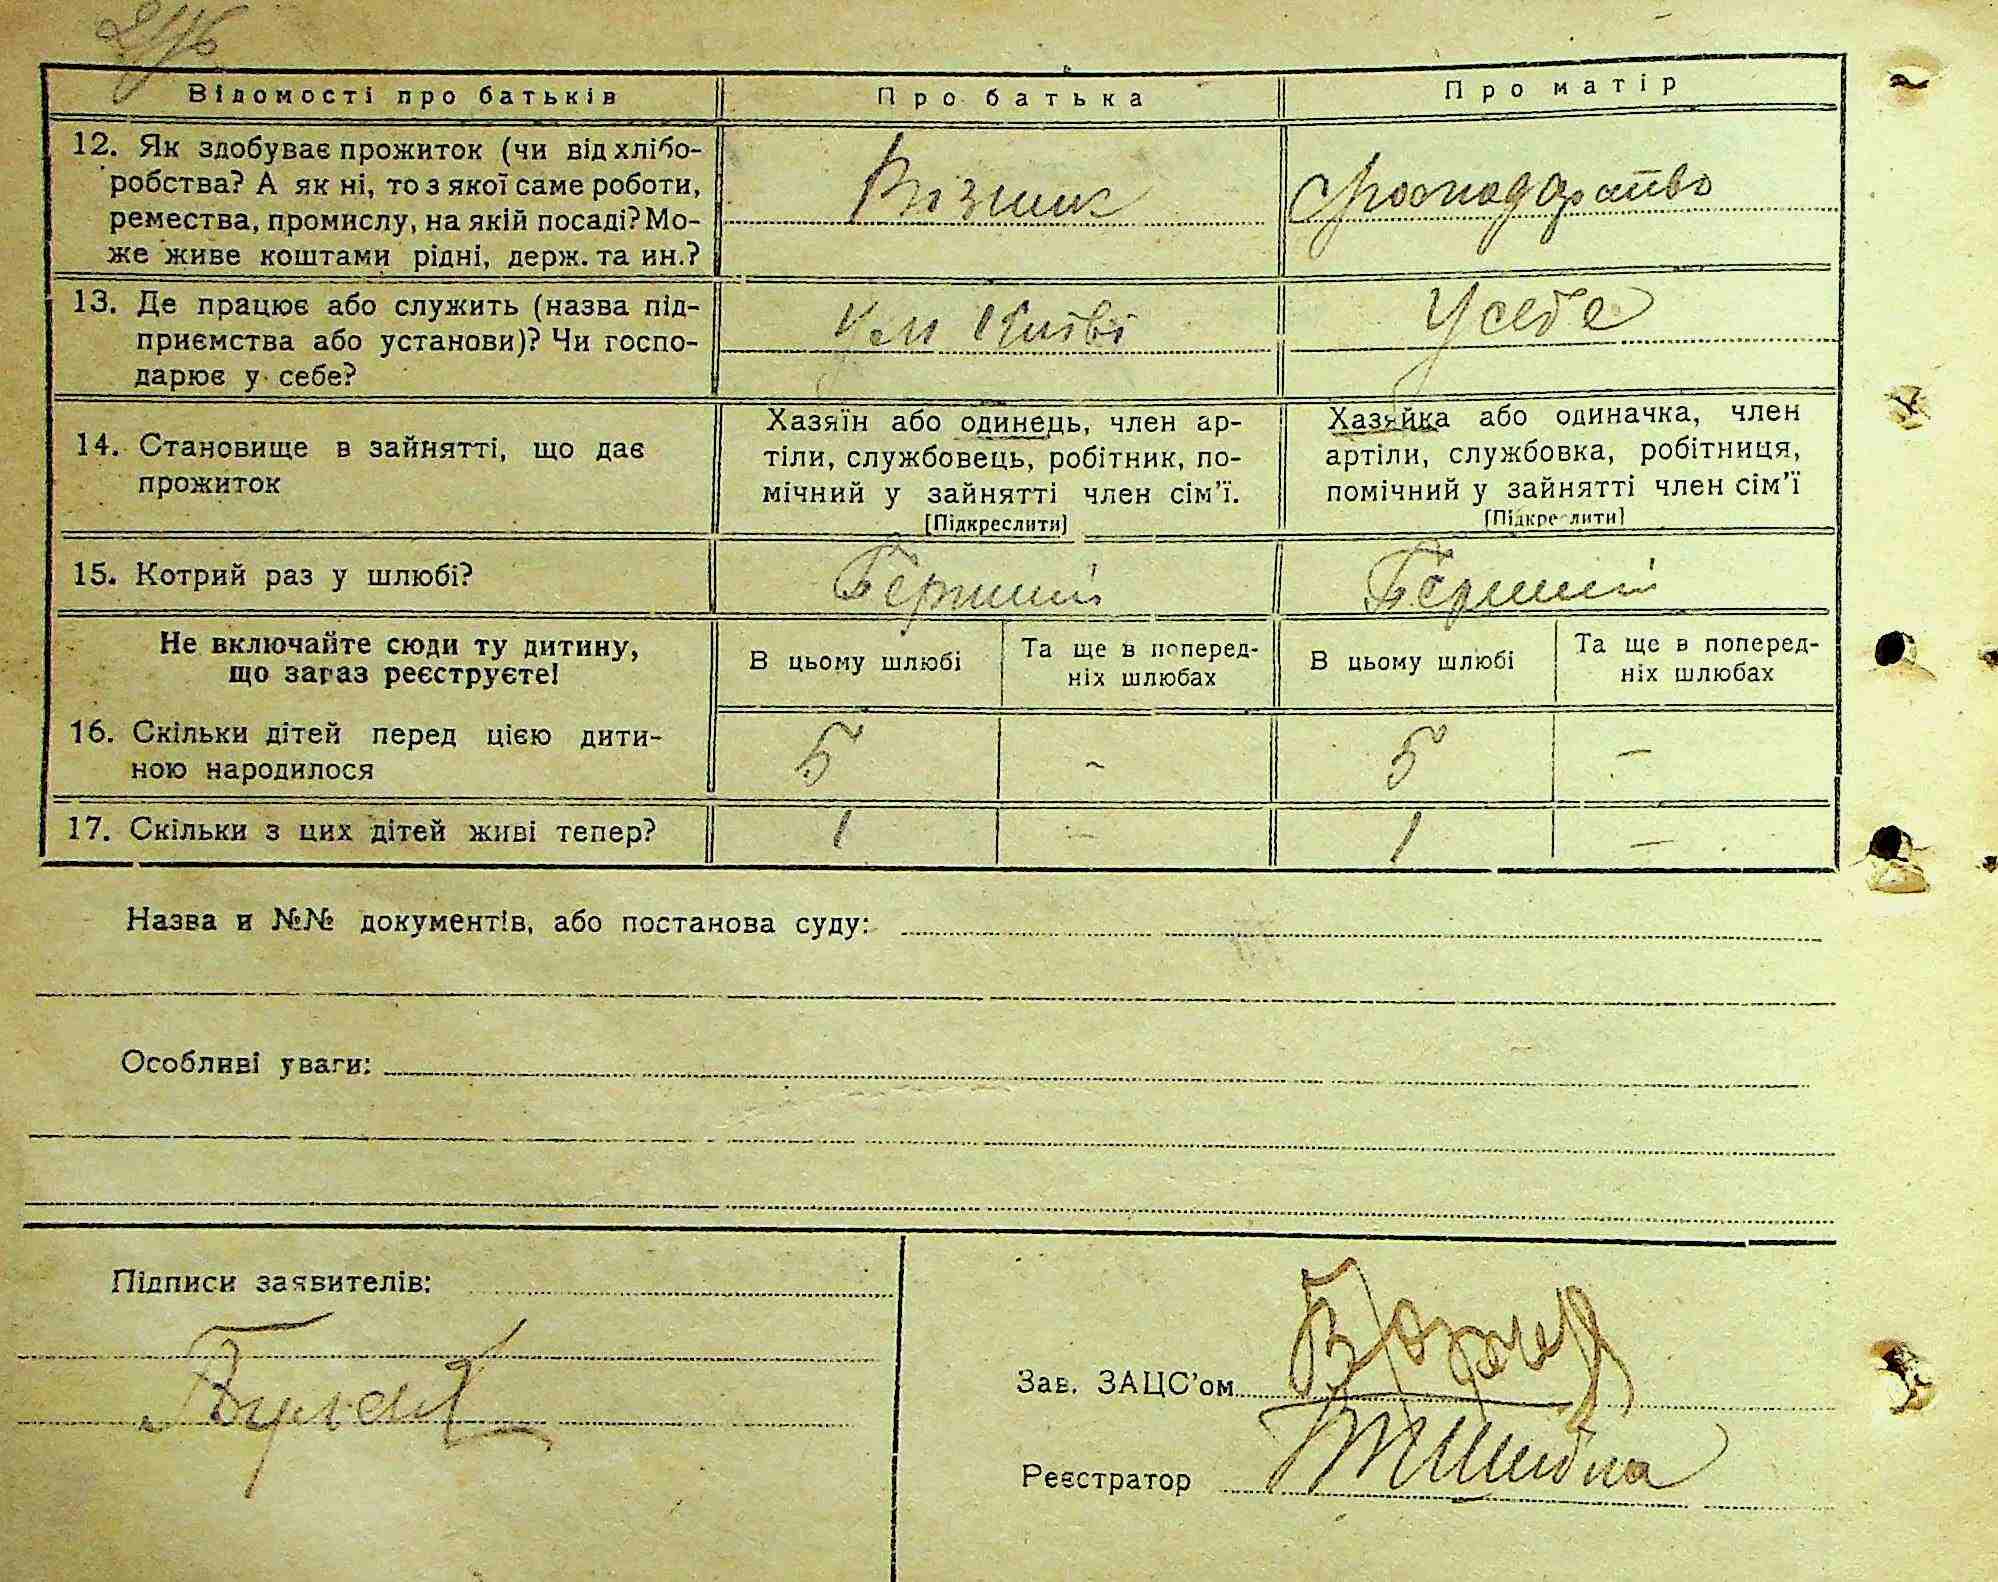 Відомості про батьків
Про батька
Про матір
12. Як здобуває прожиток (чи від хлібо-
робства? А як ні, то з якої саме роботи,
ремества, промислу, на якій посаді? Мо-
же живе коштами рідні, держ. та ин.?
Візник
Господарство
13. Де працює або служить (назва під-
приємства або установи)? Чи госпо-
дарює у себе?
у м Київі
У себе
14. Становище в зайнятті, що дає
прожиток
Хазяїн або одинець, член ар-
тіли, службовець, робітник, по-
мічний у зайнятті член сім'ї.
[Підкреслити]
Хазяйка або одиначка, член
артіли, службовка, робітниця,
помічний у зайнятті член сім'ї
[Підкреслити]
15. Котрий раз у шлюбі?
Перший
Перший
Не включайте сюди ту дитину,
що зараз реєструєте!
В цьому шлюбі
Та ще в поперед-
ніх шлюбах
В цьому шлюбі
Та ще в поперед-
ніх шлюбах
16. Скільки дітей перед цією дити-
ною народилося
5
-
5
-
17. Скільки з цих дітей живі тепер?
1
-
1
-
Назва и №№ документів, або постанова суду:
Особливі уваги:
Підписи заявителів:
Зав. ЗАЦС'ом
Реєстратор